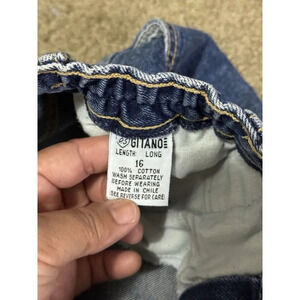 GITANO
LENGTH: LONG
16
100% COTTON
WASH SEPARATELY
BEFORE WEARING
MADE IN CHILE
(SEE REVERSE FOR CARE)